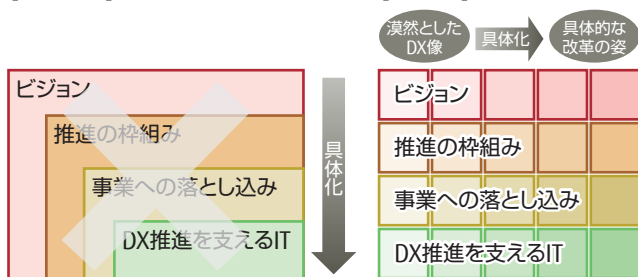 ビジョン
推進の枠組み
事業への落とし込み
DX推進を支えるIT
具体化
漠然とした
DX像
具体化
具体的な
改革の姿
ビジョン
推進の枠組み
事業への落とし込み
DX推進を支えるIT